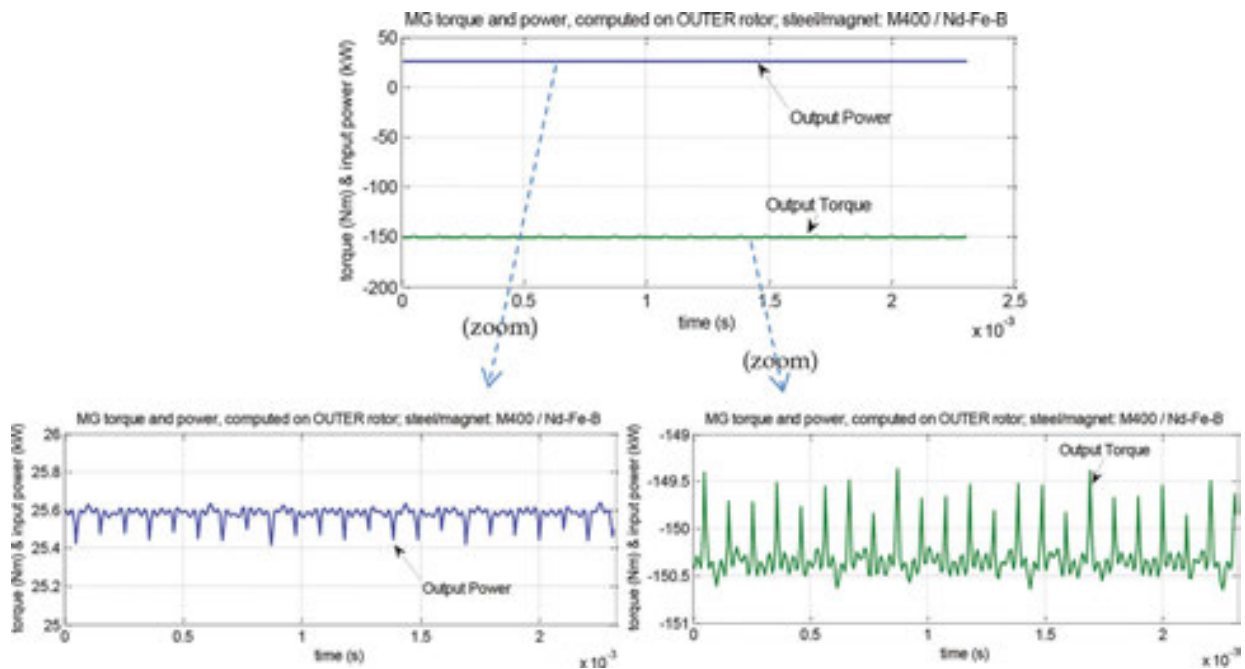 MG torque and power, computed on OUTER rotor; steel/magnet: M400 / Nd-Fe-B
torque (Nm) & input power (kW)
50
0
-50
-100
-150
-200
Output Power
Output Torque
0 0.5 1 1.5 2 2.5
time (s)
x 10⁻³
(zoom)
(zoom)
MG torque and power, computed on OUTER rotor; steel/magnet: M400 / Nd-Fe-B
torque (Nm) & input power (kW)
26
25.8
25.6
25.4
25.2
25
Output Power
0 0.5 1 1.5 2
time (s)
x 10⁻³
MG torque and power, computed on OUTER rotor; steel/magnet: M400 / Nd-Fe-B
torque (Nm) & input power (kW)
-149
-149.5
-150
-150.5
-151
Output Torque
0 0.5 1 1.5 2
time (s)
x 10⁻³